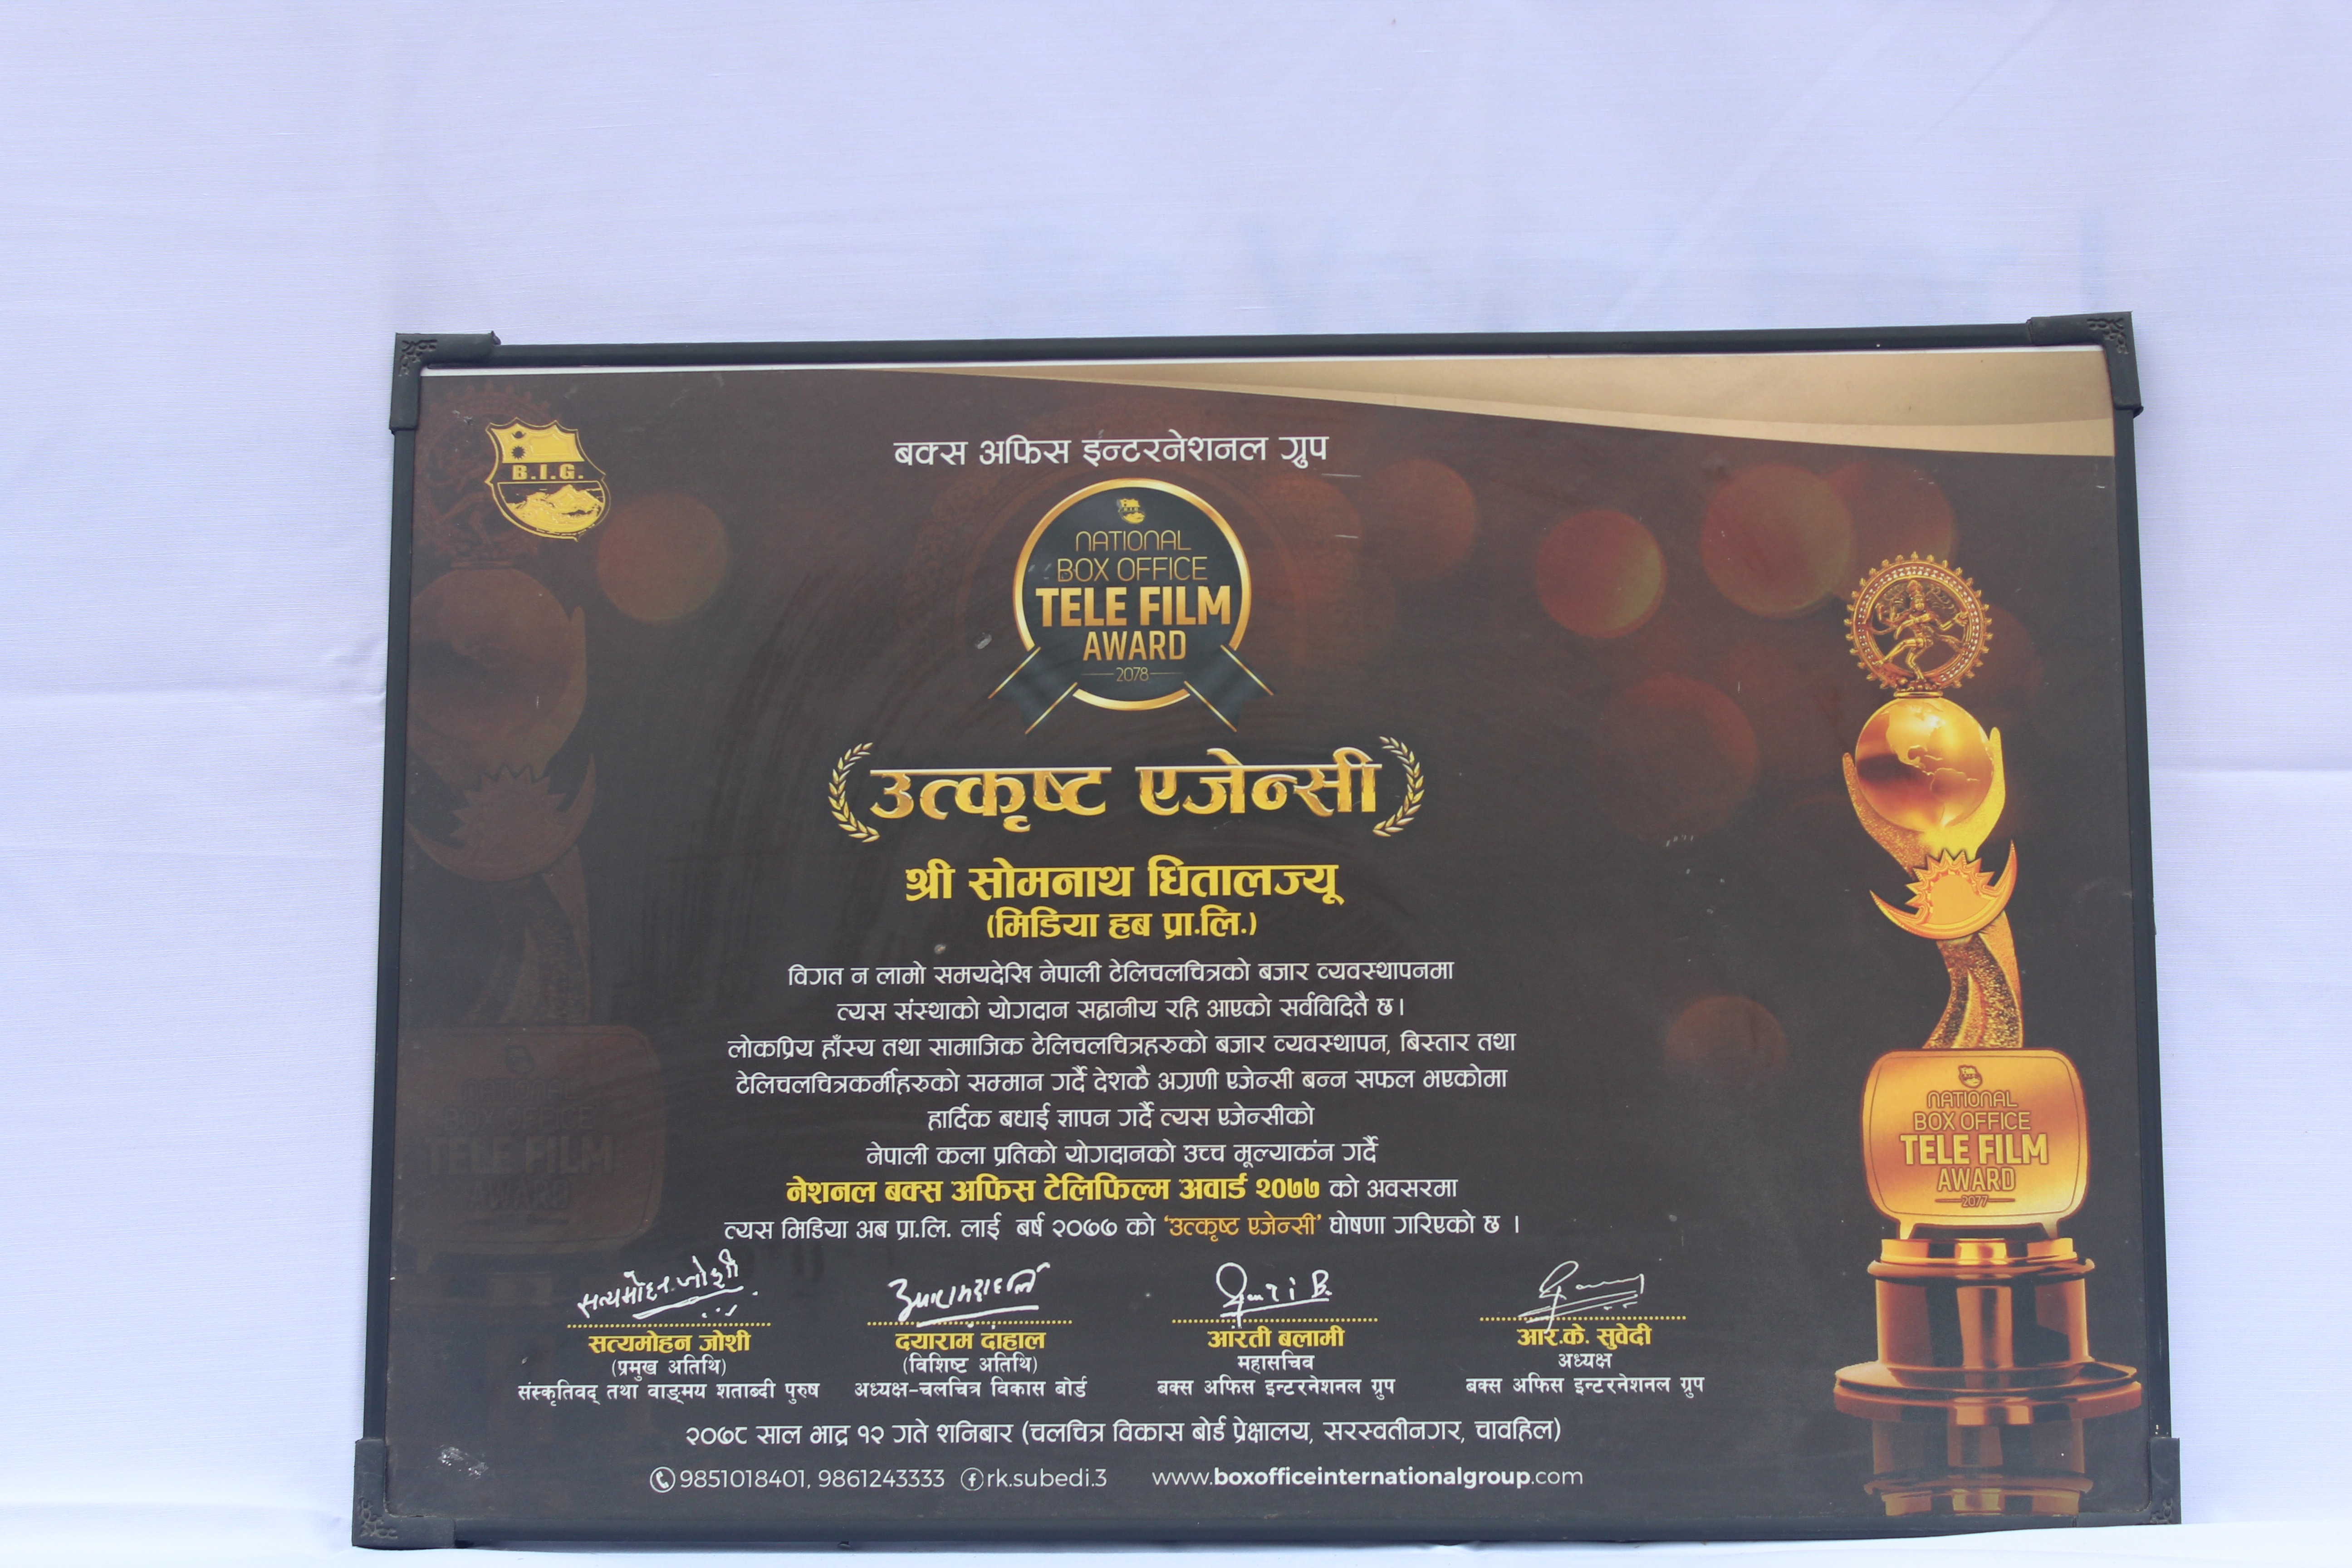 B.I.G.
बक्स अफिस इन्टरनेशनल ग्रुप
NATIONAL
BOX OFFICE
TELE FILM
AWARD
2078
उत्कृष्ट एजेन्सी
श्री सोमनाथ धितालज्यू
(मिडिया हब प्रा.लि.)
विगत न लामो समयदेखि नेपाली टेलिचलचित्रको बजार व्यवस्थापनमा
त्यस संस्थाको योगदान सह्रानीय रहि आएको सर्वविदितै छ।
लोकप्रिय हाँस्य तथा सामाजिक टेलिचलचित्रहरुको बजार व्यवस्थापन, बिस्तार तथा
टेलिचलचित्रकर्मीहरुको सम्मान गर्दै देशकै अग्रणी एजेन्सी बन्न सफल भएकोमा
हार्दिक बधाई ज्ञापन गर्दै त्यस एजेन्सीको
नेपाली कला प्रतिको योगदानको उच्च मूल्याकंन गर्दै
नेशनल बक्स अफिस टेलिफिल्म अवार्ड २०७७ को अवसरमा
त्यस मिडिया अब प्रा.लि. लाई बर्ष २०७७ को 'उत्कृष्ट एजेन्सी' घोषणा गरिएको छ ।
NATIONAL
BOX OFFICE
TELE FILM
AWARD
2077
सत्यमोहन जोशी
सत्यमोहन जोशी
(प्रमुख अतिथि)
संस्कृतिवद् तथा वाङ्मय शताब्दी पुरुष
दयाराम दाहाल
(विशिष्ट अतिथि)
अध्यक्ष-चलचित्र विकास बोर्ड
आरती बलामी
महासचिव
बक्स अफिस इन्टरनेशनल ग्रुप
आर.के. सुवेदी
अध्यक्ष
बक्स अफिस इन्टरनेशनल ग्रुप
२०७८ साल भाद्र १२ गते शनिबार (चलचित्र विकास बोर्ड प्रेक्षालय, सरस्वतीनगर, चावहिल)
9851018401, 9861243333 rk.subedi.3 www.boxofficeinternationalgroup.com